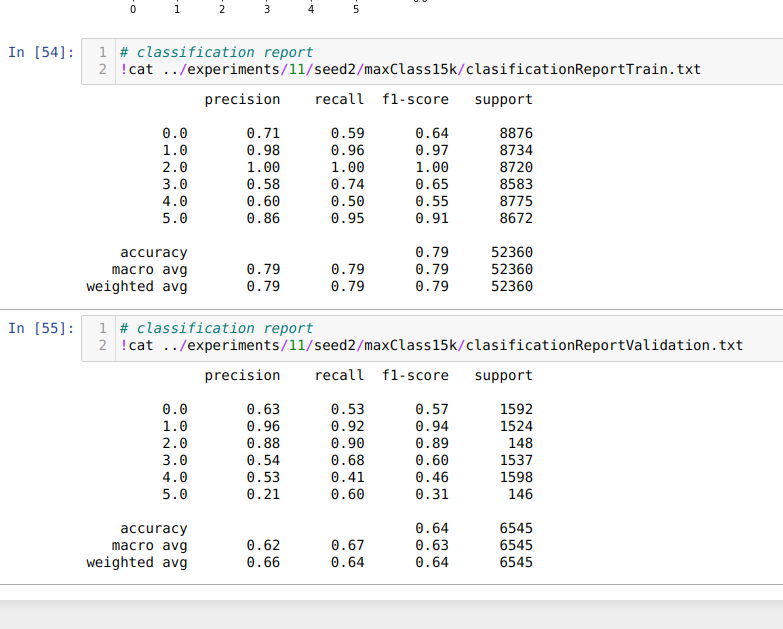 0 1 2 3 4 5
In [54]: 1 # classification report
2 !cat ../experiments/11/seed2/maxClass15k/clasificationReportTrain.txt
precision recall f1-score support
0.0 0.71 0.59 0.64 8876
1.0 0.98 0.96 0.97 8734
2.0 1.00 1.00 1.00 8720
3.0 0.58 0.74 0.65 8583
4.0 0.60 0.50 0.55 8775
5.0 0.86 0.95 0.91 8672
accuracy 0.79 52360
macro avg 0.79 0.79 0.79 52360
weighted avg 0.79 0.79 0.79 52360
In [55]: 1 # classification report
2 !cat ../experiments/11/seed2/maxClass15k/clasificationReportValidation.txt
precision recall f1-score support
0.0 0.63 0.53 0.57 1592
1.0 0.96 0.92 0.94 1524
2.0 0.88 0.90 0.89 148
3.0 0.54 0.68 0.60 1537
4.0 0.53 0.41 0.46 1598
5.0 0.21 0.60 0.31 146
accuracy 0.64 6545
macro avg 0.62 0.67 0.63 6545
weighted avg 0.66 0.64 0.64 6545